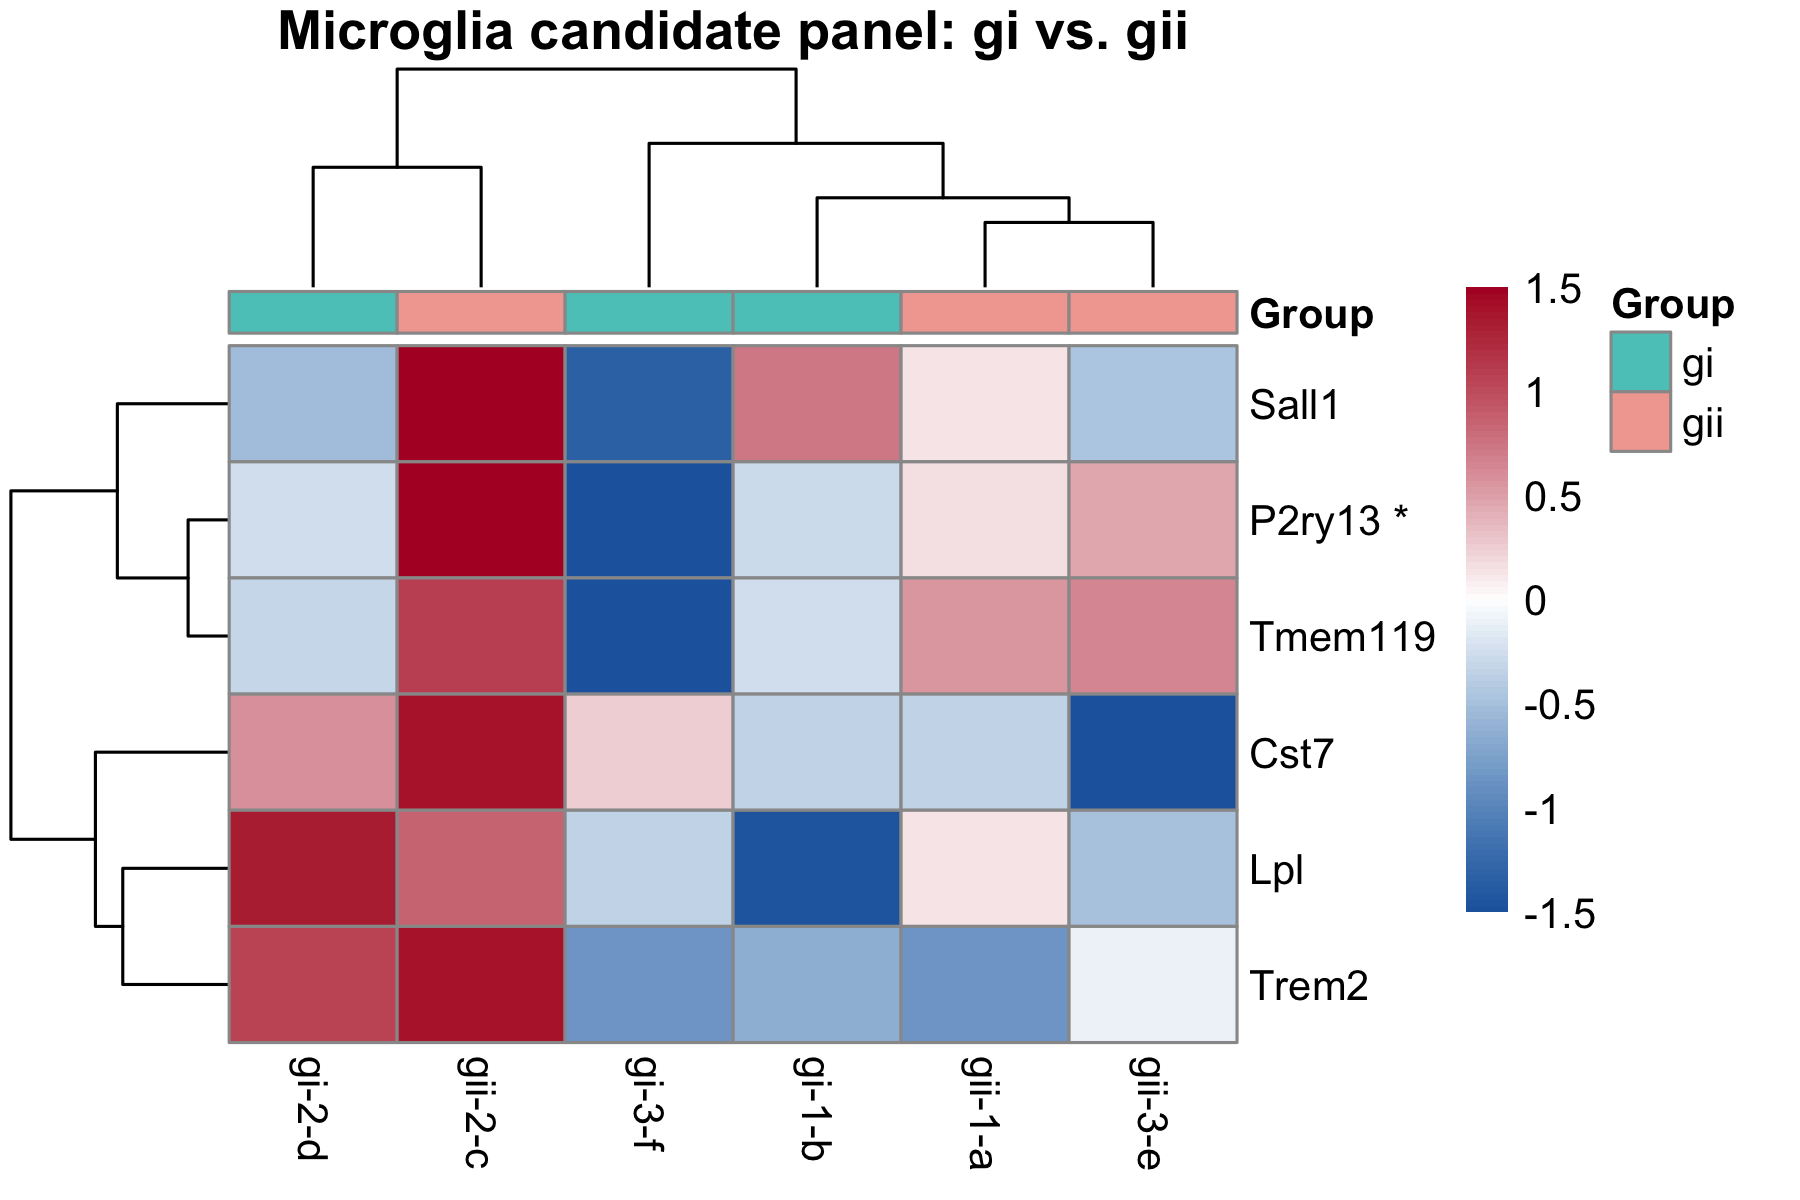 Microglia candidate panel: gi vs. gii
Group
Sall1
P2ry13 *
Tmem119
Cst7
Lpl
Trem2
gi-2-d
gii-2-c
gi-3-f
gi-1-b
gii-1-a
gii-3-e
1.5
1
0.5
0
-0.5
-1
-1.5
Group
gi
gii